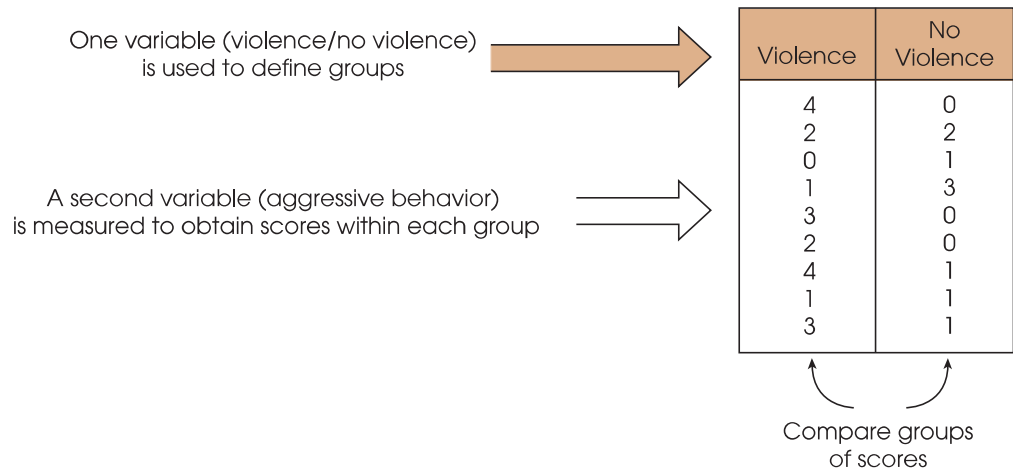 One variable (violence/no violence)
is used to define groups
A second variable (aggressive behavior)
is measured to obtain scores within each group
Violence
No
Violence
4 0
2 2
0 1
1 3
3 0
2 0
4 1
1 1
3 1
Compare groups
of scores